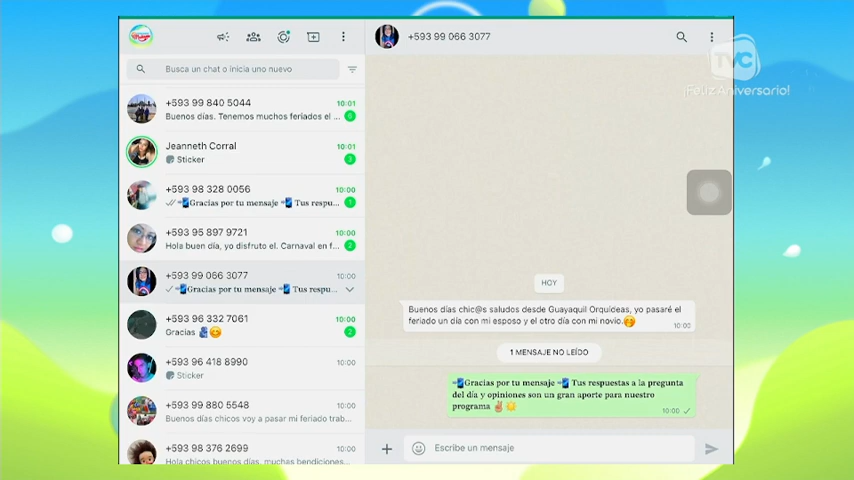 +593 99 066 3077
TVC
¡Feliz Aniversario!
Busca un chat o inicia uno nuevo
+593 99 840 5044
10:01
Buenos días. Tenemos muchos feriados el ...
6
Jeanneth Corral
10:01
Sticker
3
+593 98 328 0056
10:00
📲Gracias por tu mensaje 📲 Tus respu...
1
+593 95 897 9721
10:00
Hola buen día, yo disfruto el. Carnaval en f...
2
+593 99 066 3077
10:00
📲Gracias por tu mensaje 📲 Tus respu...
+593 96 332 7061
10:00
Gracias
2
+593 96 418 8990
10:00
Sticker
+593 99 880 5548
10:00
Buenos días chicos voy a pasar mi feriado trab...
+593 98 376 2699
10:00
Hola chicos buenos días, muchas bendiciones...
HOY
Buenos días chic@s saludos desde Guayaquil Orquídeas, yo pasaré el
feriado un día con mi esposo y el otro día con mi novio.🤭
10:00
1 MENSAJE NO LEÍDO
📲Gracias por tu mensaje 📲 Tus respuestas a la pregunta
del día y opiniones son un gran aporte para nuestro
programa ✌🏽☀️
10:00
Escribe un mensaje